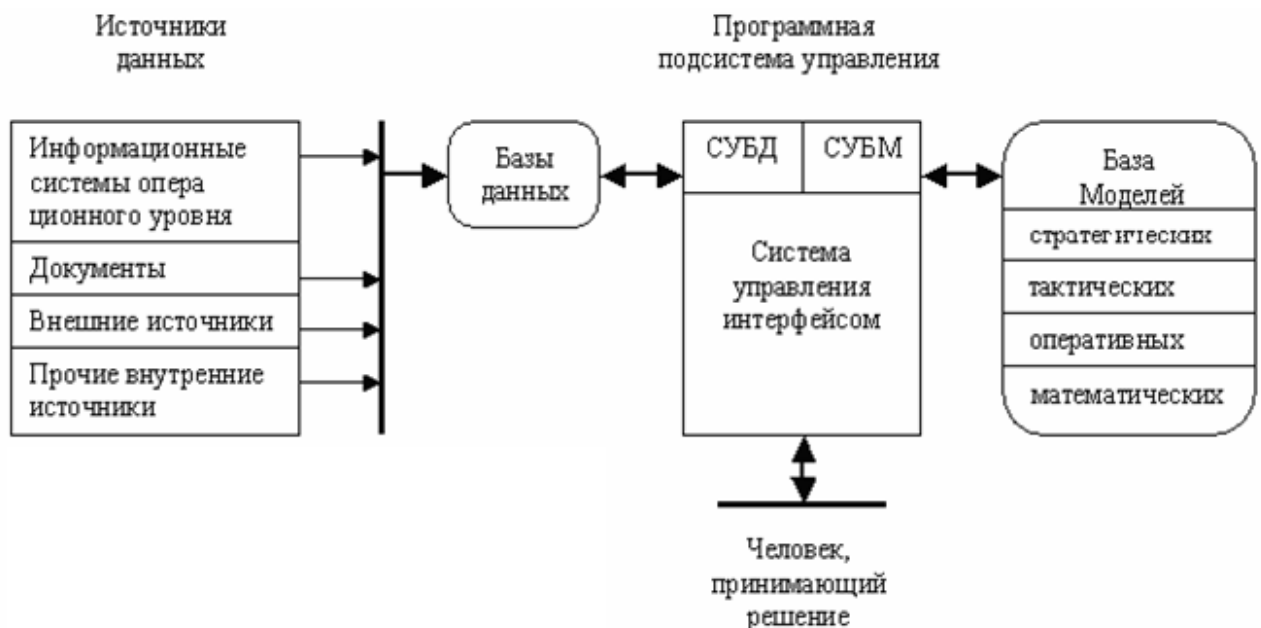 Источники
данных
Программная
подсистема управления
Информационные
системы опера
ционного уровня
Документы
Внешние источники
Прочие внутренние
источники
Базы
данных
СУБД
СУБМ
Система
управления
интерфейсом
База
Моделей
стратегических
тактических
оперативных
математических
Человек,
принимающий
решение